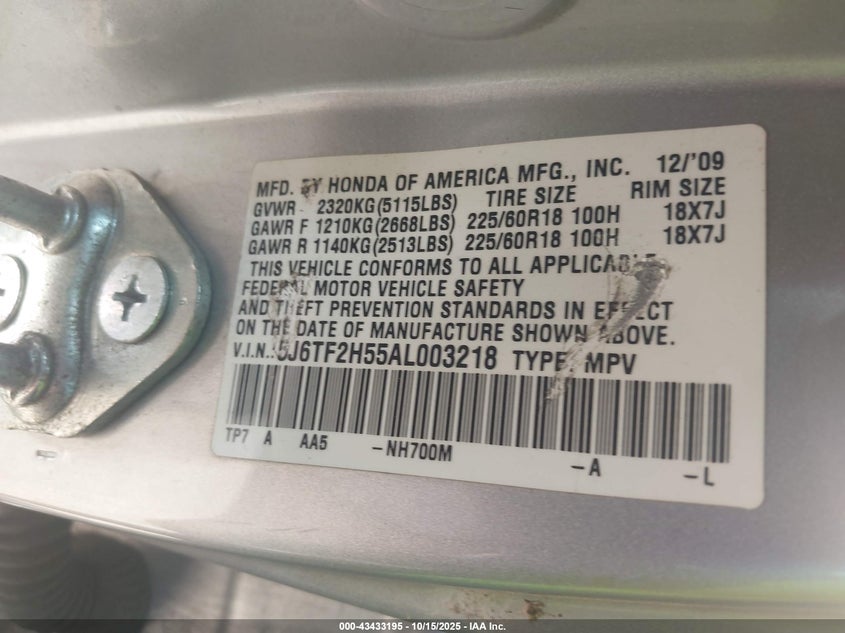 MFD. BY HONDA OF AMERICA MFG., INC. 12/'09
GVWR 2320KG(5115LBS) TIRE SIZE RIM SIZE
GAWR F 1210KG(2668LBS) 225/60R18 100H 18X7J
GAWR R 1140KG(2513LBS) 225/60R18 100H 18X7J
THIS VEHICLE CONFORMS TO ALL APPLICABLE
FEDERAL MOTOR VEHICLE SAFETY
AND THEFT PREVENTION STANDARDS IN EFFECT
ON THE DATE OF MANUFACTURE SHOWN ABOVE.
V.I.N.: 5J6TF2H55AL003218 TYPE: MPV
TP7 A AA5 -NH700M -A -L
000-43433195 - 10/15/2025 - IAA Inc.